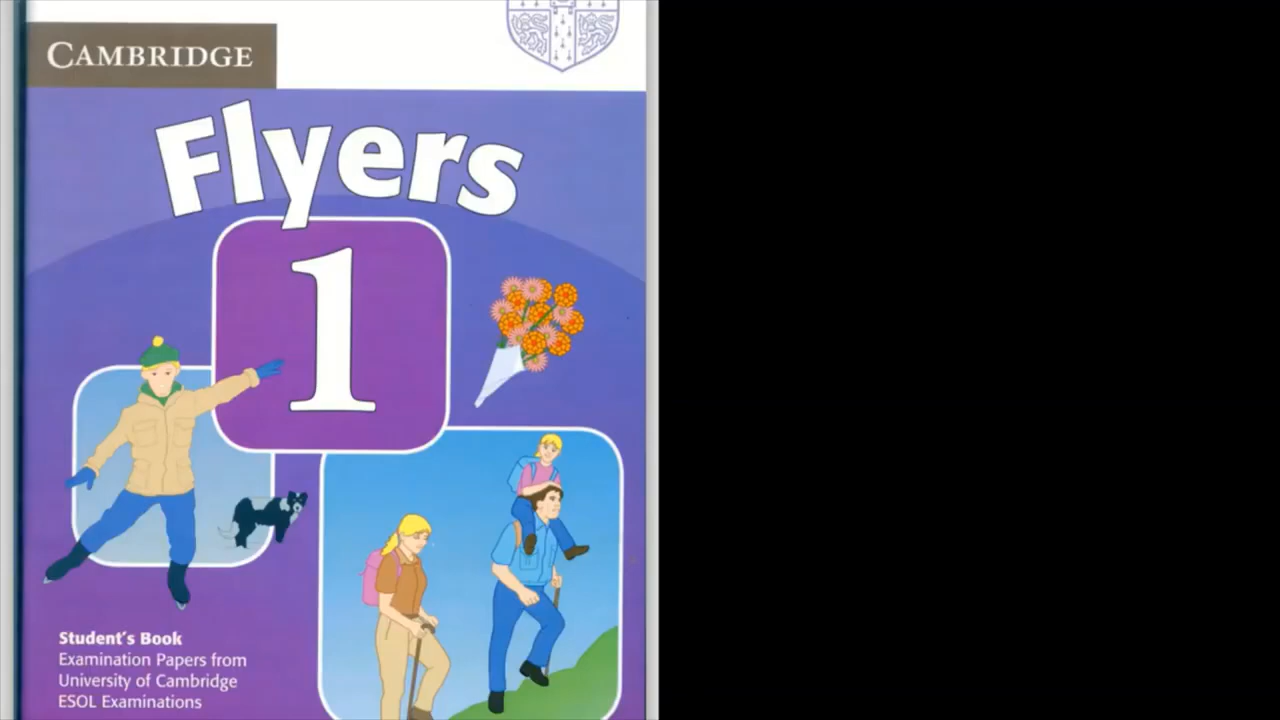 CAMBRIDGE
Flyers
1
Student's Book
Examination Papers from
University of Cambridge
ESOL Examinations